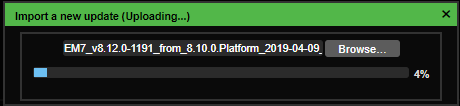 Import a new update (Uploading...)
EM7_v8.12.0-1191_from_8.10.0.Platform_2019-04-09_ Browse...
4%